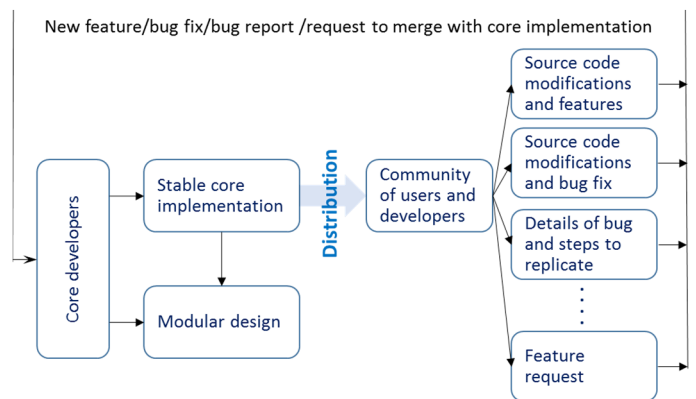 New feature/bug fix/bug report /request to merge with core implementation
Core developers
Stable core
implementation
Modular design
Distribution
Community
of users and
developers
Source code
modifications
and features
Source code
modifications
and bug fix
Details of bug
and steps to
replicate
Feature
request